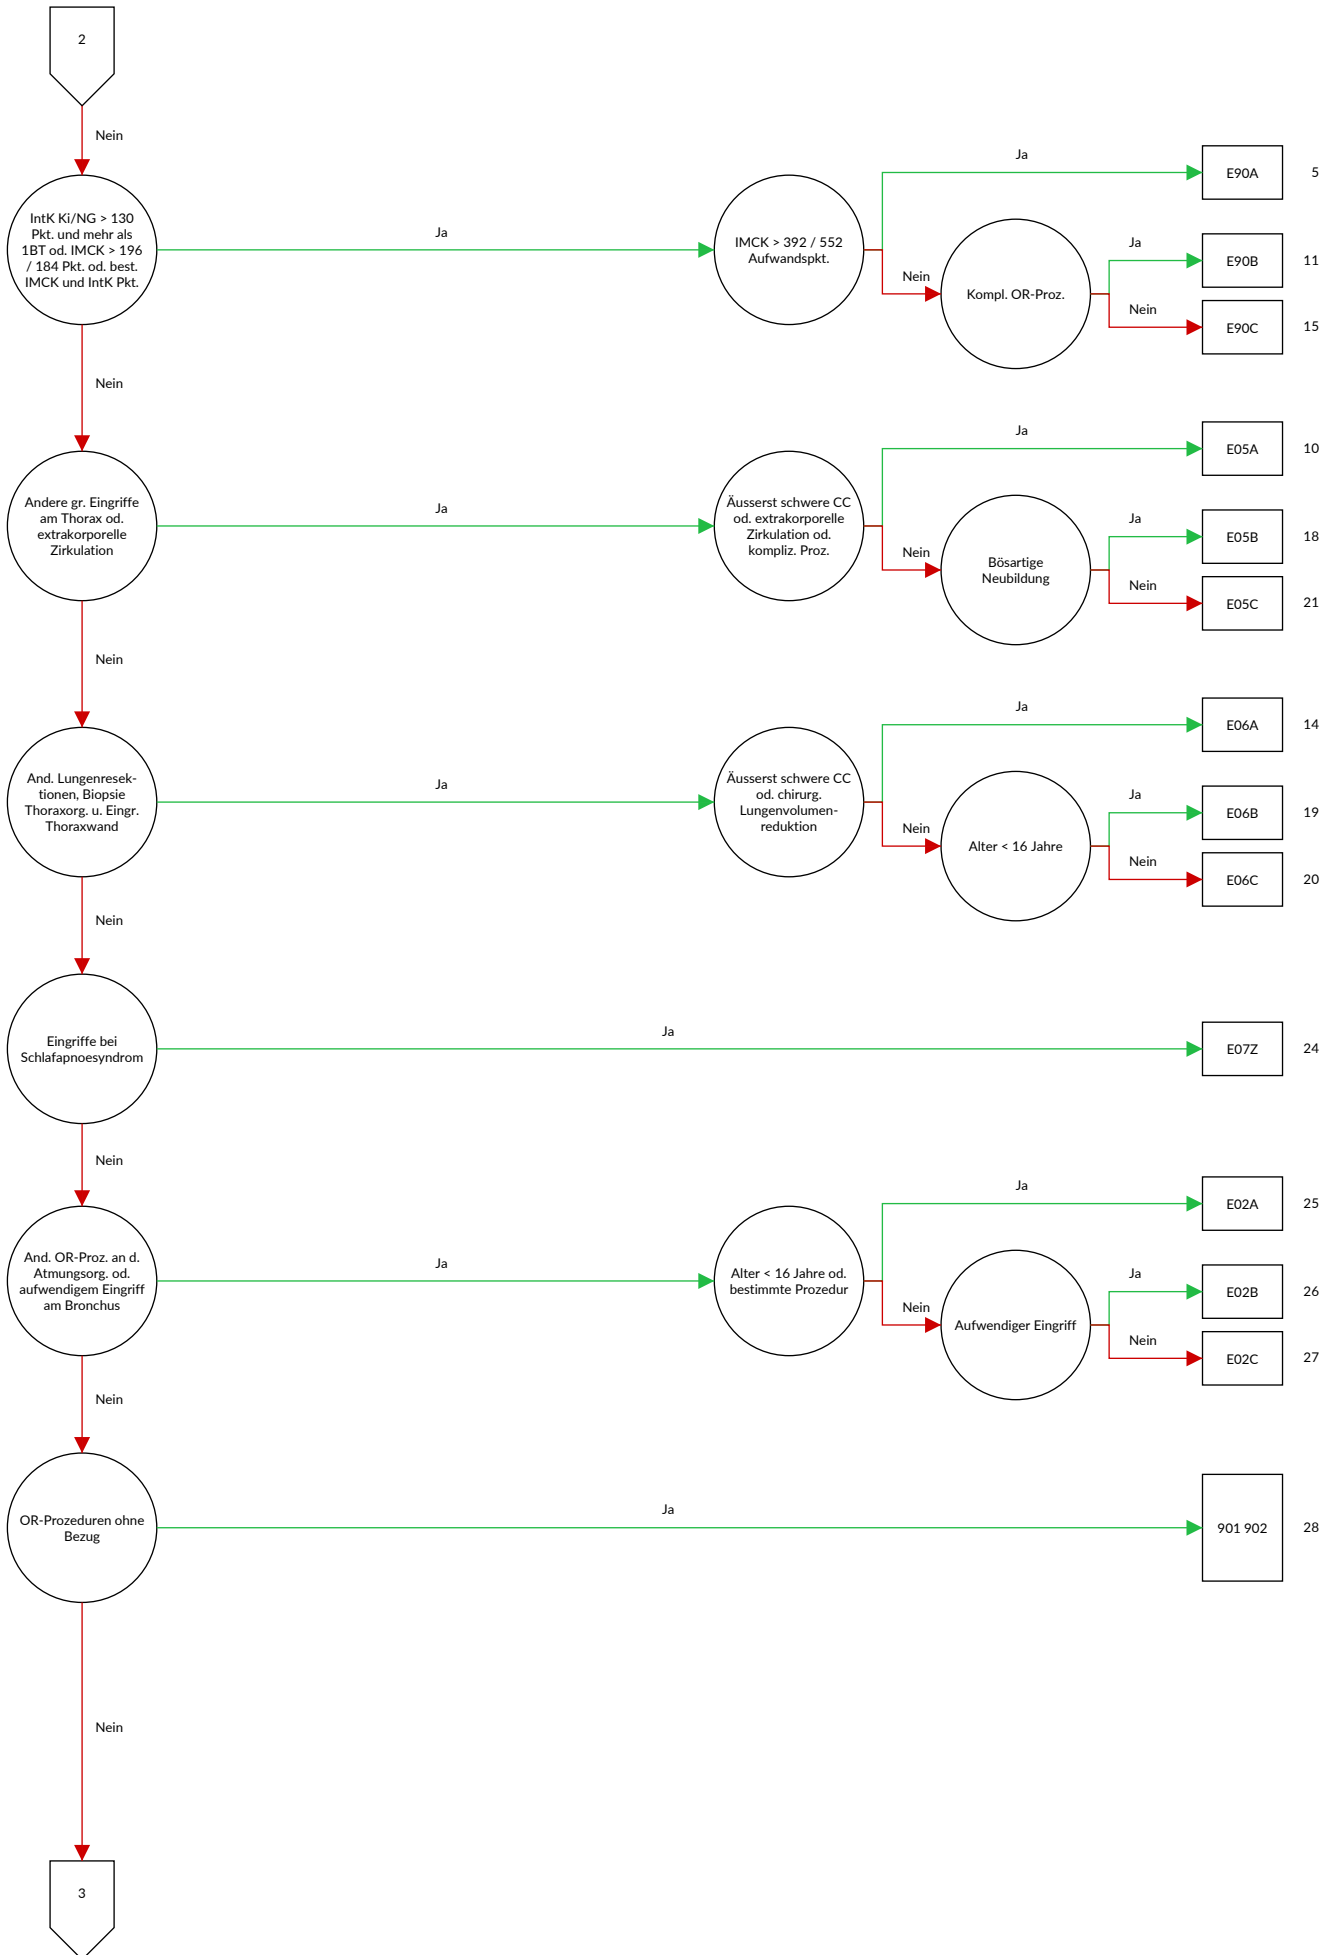 2
Nein
IntK Ki/NG > 130
Pkt. und mehr als
1BT od. IMCK > 196
/ 184 Pkt. od. best.
IMCK und IntK Pkt.
Ja
IMCK > 392 / 552
Aufwandspkt.
Ja
E90A
5
Nein
Kompl. OR-Proz.
Ja
E90B
11
Nein
E90C
15
Nein
Andere gr. Eingriffe
am Thorax od.
extrakorporelle
Zirkulation
Ja
Äusserst schwere CC
od. extrakorporelle
Zirkulation od.
kompliz. Proz.
Ja
E05A
10
Nein
Bösartige
Neubildung
Ja
E05B
18
Nein
E05C
21
Nein
And. Lungenresek-
tionen, Biopsie
Thoraxorg. u. Eingr.
Thoraxwand
Ja
Äusserst schwere CC
od. chirurg.
Lungenvolumen-
reduktion
Ja
E06A
14
Nein
Alter < 16 Jahre
Ja
E06B
19
Nein
E06C
20
Nein
Eingriffe bei
Schlafapnoesyndrom
Ja
E07Z
24
Nein
And. OR-Proz. an d.
Atmungsorg. od.
aufwendigem Eingriff
am Bronchus
Ja
Alter < 16 Jahre od.
bestimmte Prozedur
Ja
E02A
25
Nein
Aufwendiger Eingriff
Ja
E02B
26
Nein
E02C
27
Nein
OR-Prozeduren ohne
Bezug
Ja
901 902
28
Nein
3